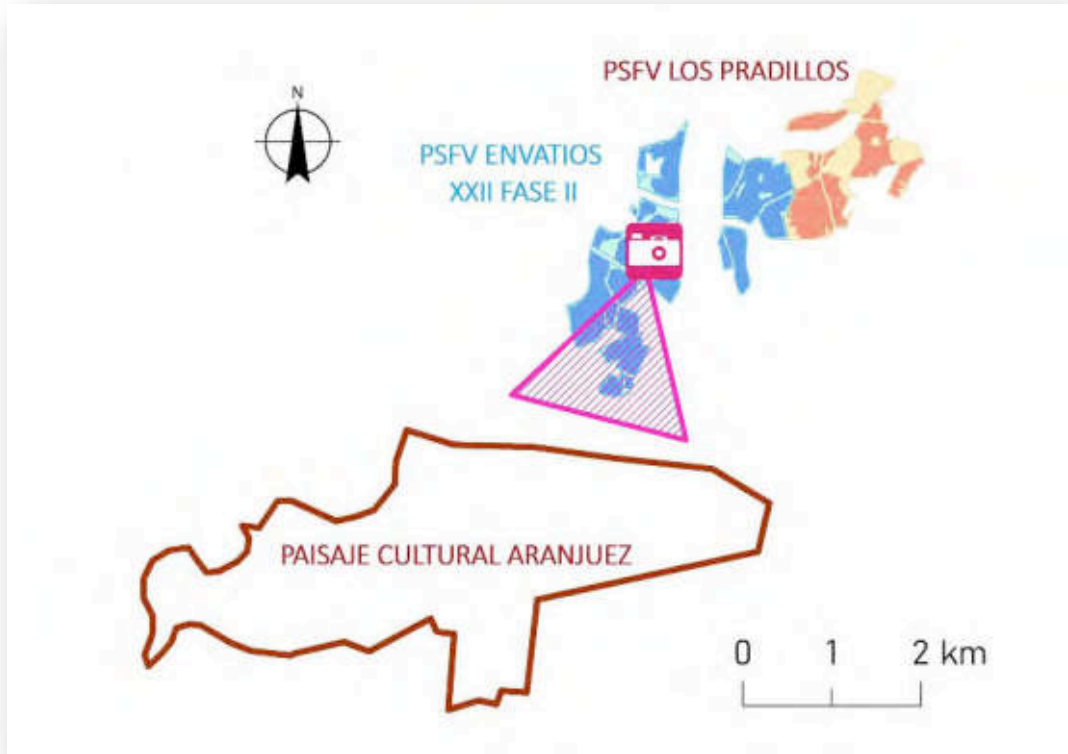 PSFV LOS PRADILLOS
N
PSFV ENVATIOS
XXII FASE II
PAISAJE CULTURAL ARANJUEZ
0 1 2 km